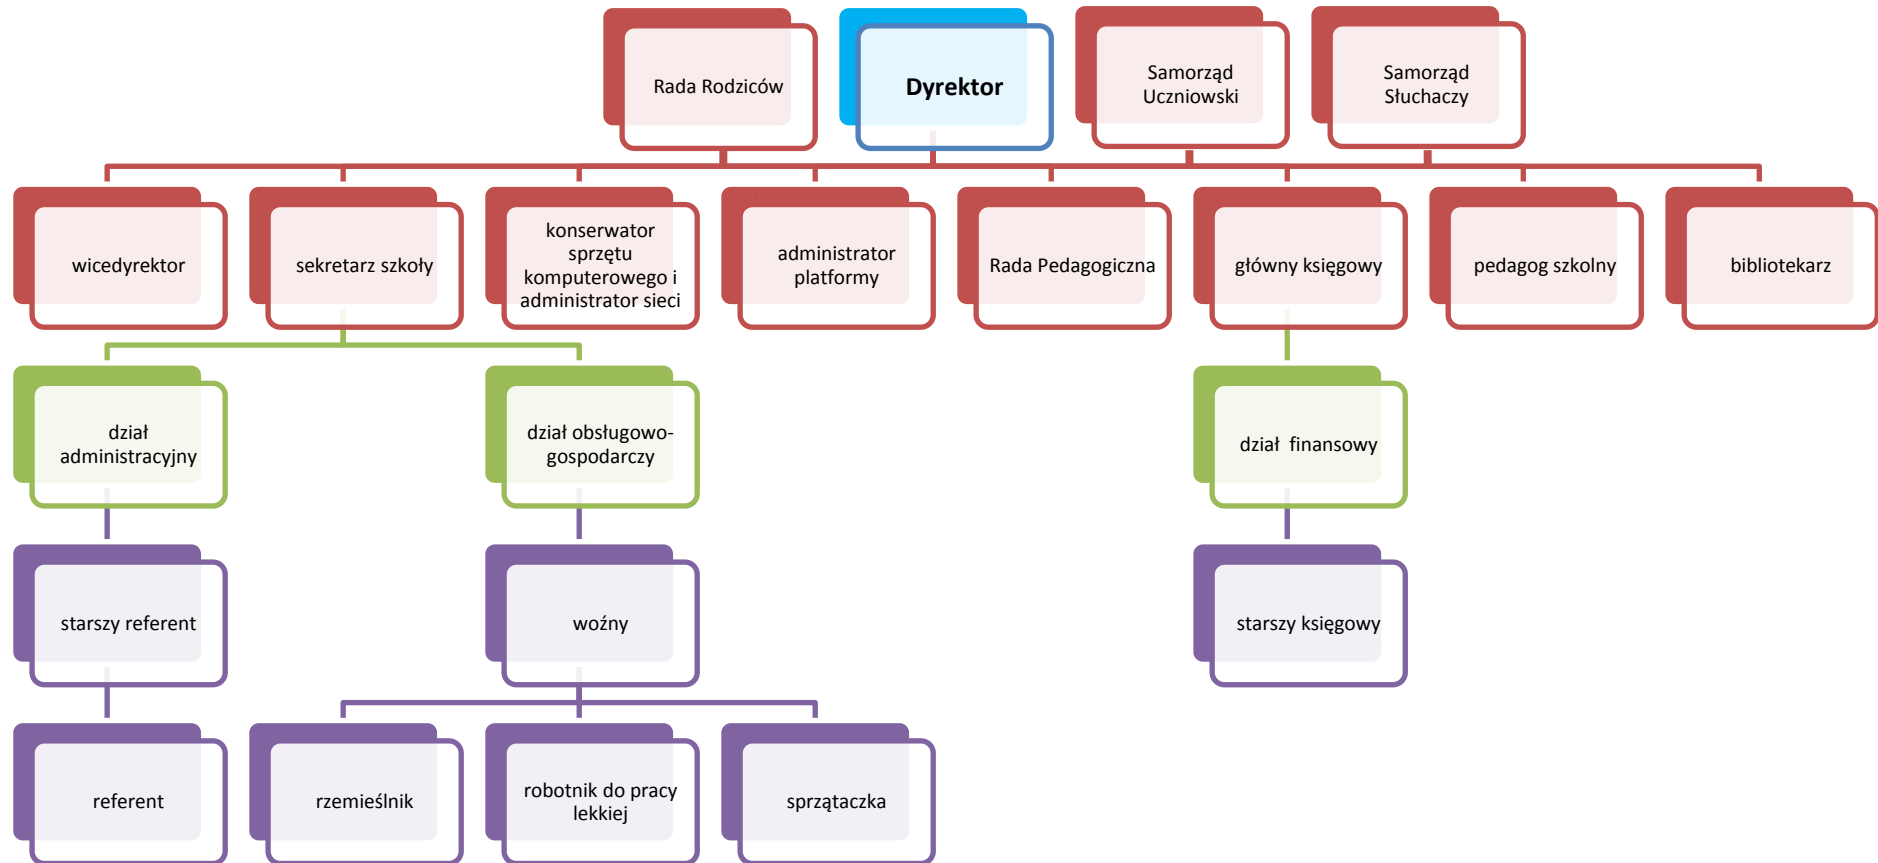 Rada Rodziców
Dyrektor
Samorząd
Uczniowski
Samorząd
Słuchaczy
wicedyrektor
sekretarz szkoły
konserwator
sprzętu
komputerowego i
administrator sieci
administrator
platformy
Rada Pedagogiczna
główny księgowy
pedagog szkolny
bibliotekarz
dział
administracyjny
dział obsługowo-
gospodarczy
dział  finansowy
starszy referent
woźny
starszy księgowy
referent
rzemieślnik
robotnik do pracy
lekkiej
sprzątaczka